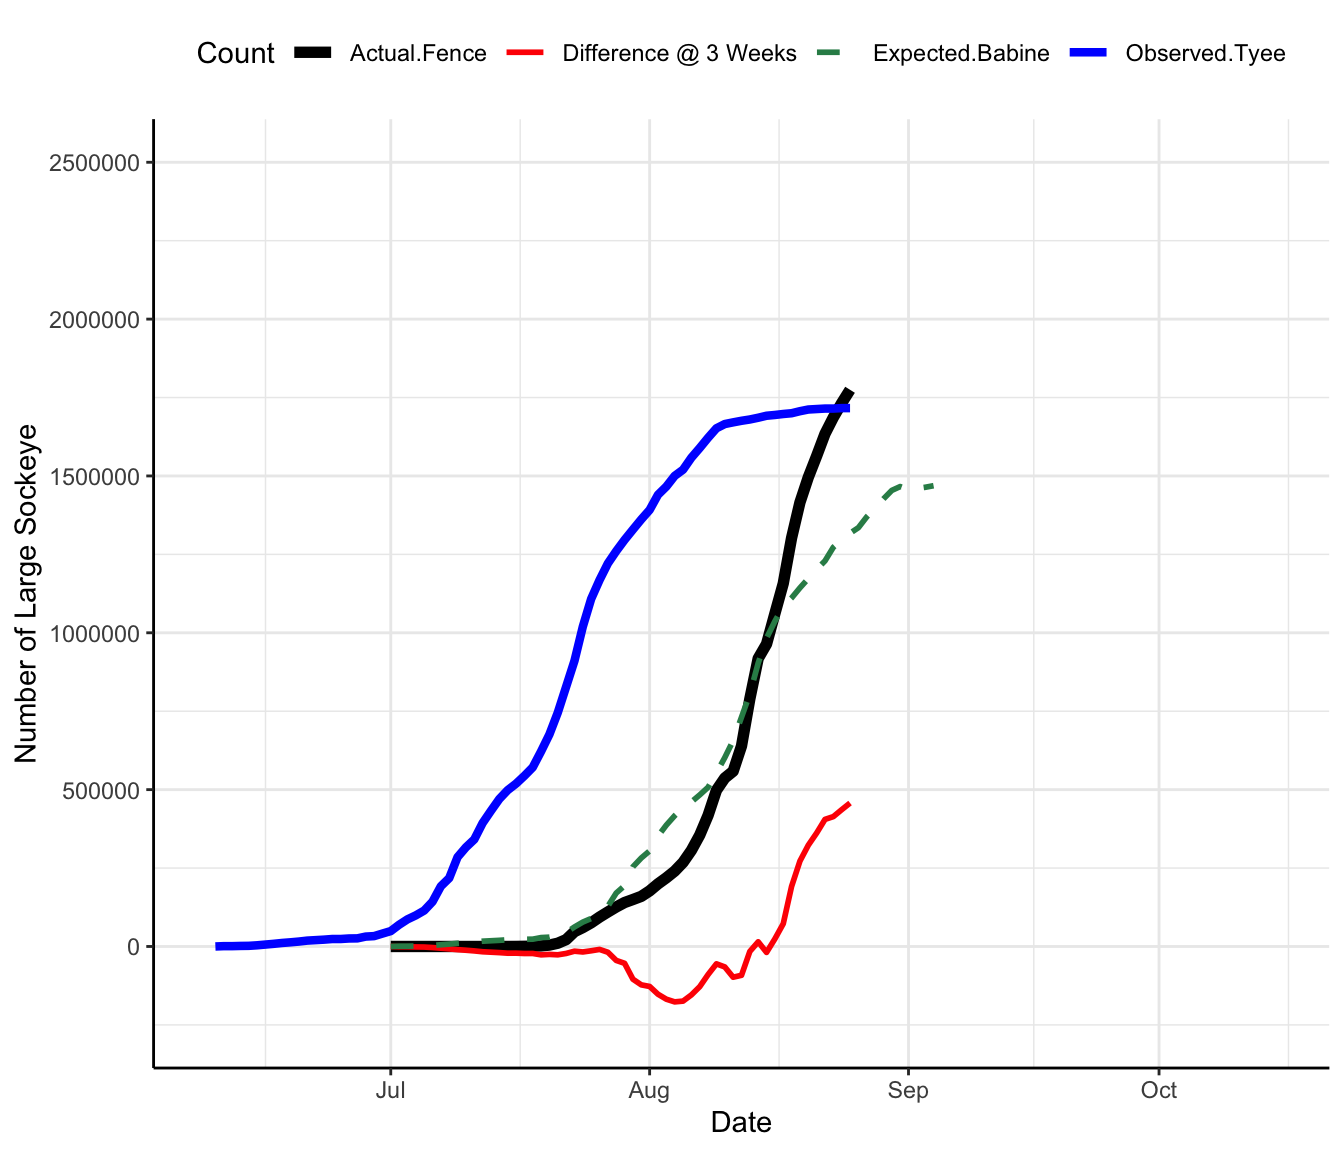 Count Actual.Fence Difference @ 3 Weeks Expected.Babine Observed.Tyee
Number of Large Sockeye
2500000
2000000
1500000
1000000
500000
0
Jul Aug Sep Oct
Date